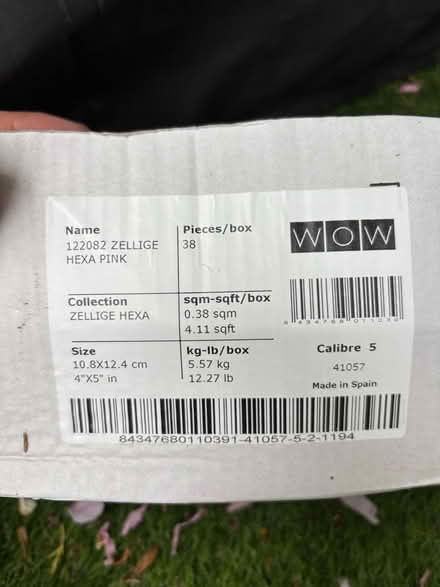 Name
122082 ZELLIGE
HEXA PINK
Pieces/box
38
WOW
Collection
ZELLIGE HEXA
sqm-sqft/box
0.38 sqm
4.11 sqft
Size
10.8X12.4 cm
4"X5" in
kg-lb/box
5.57 kg
12.27 lb
Calibre 5
41057
Made in Spain
84347680110391-41057-5-2-1194